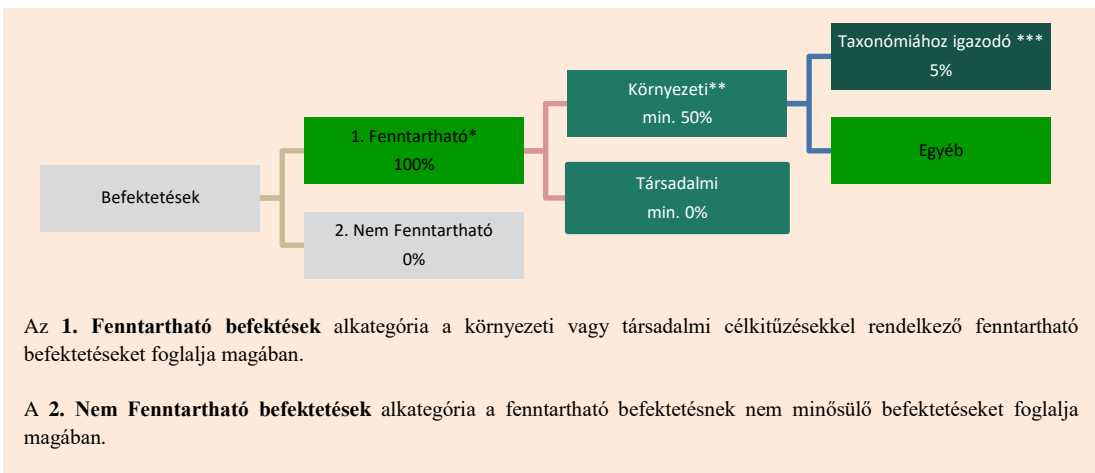 Befektetések
1. Fenntartható*
100%
2. Nem Fenntartható
0%
Környezeti**
min. 50%
Társadalmi
min. 0%
Taxonómiához igazodó ***
5%
Egyéb
Az 1. Fenntartható befektések alkategória a környezeti vagy társadalmi célkitűzésekkel rendelkező fenntartható
befektetéseket foglalja magában.
A 2. Nem Fenntartható befektetések alkategória a fenntartható befektetésnek nem minősülő befektetéseket foglalja
magában.